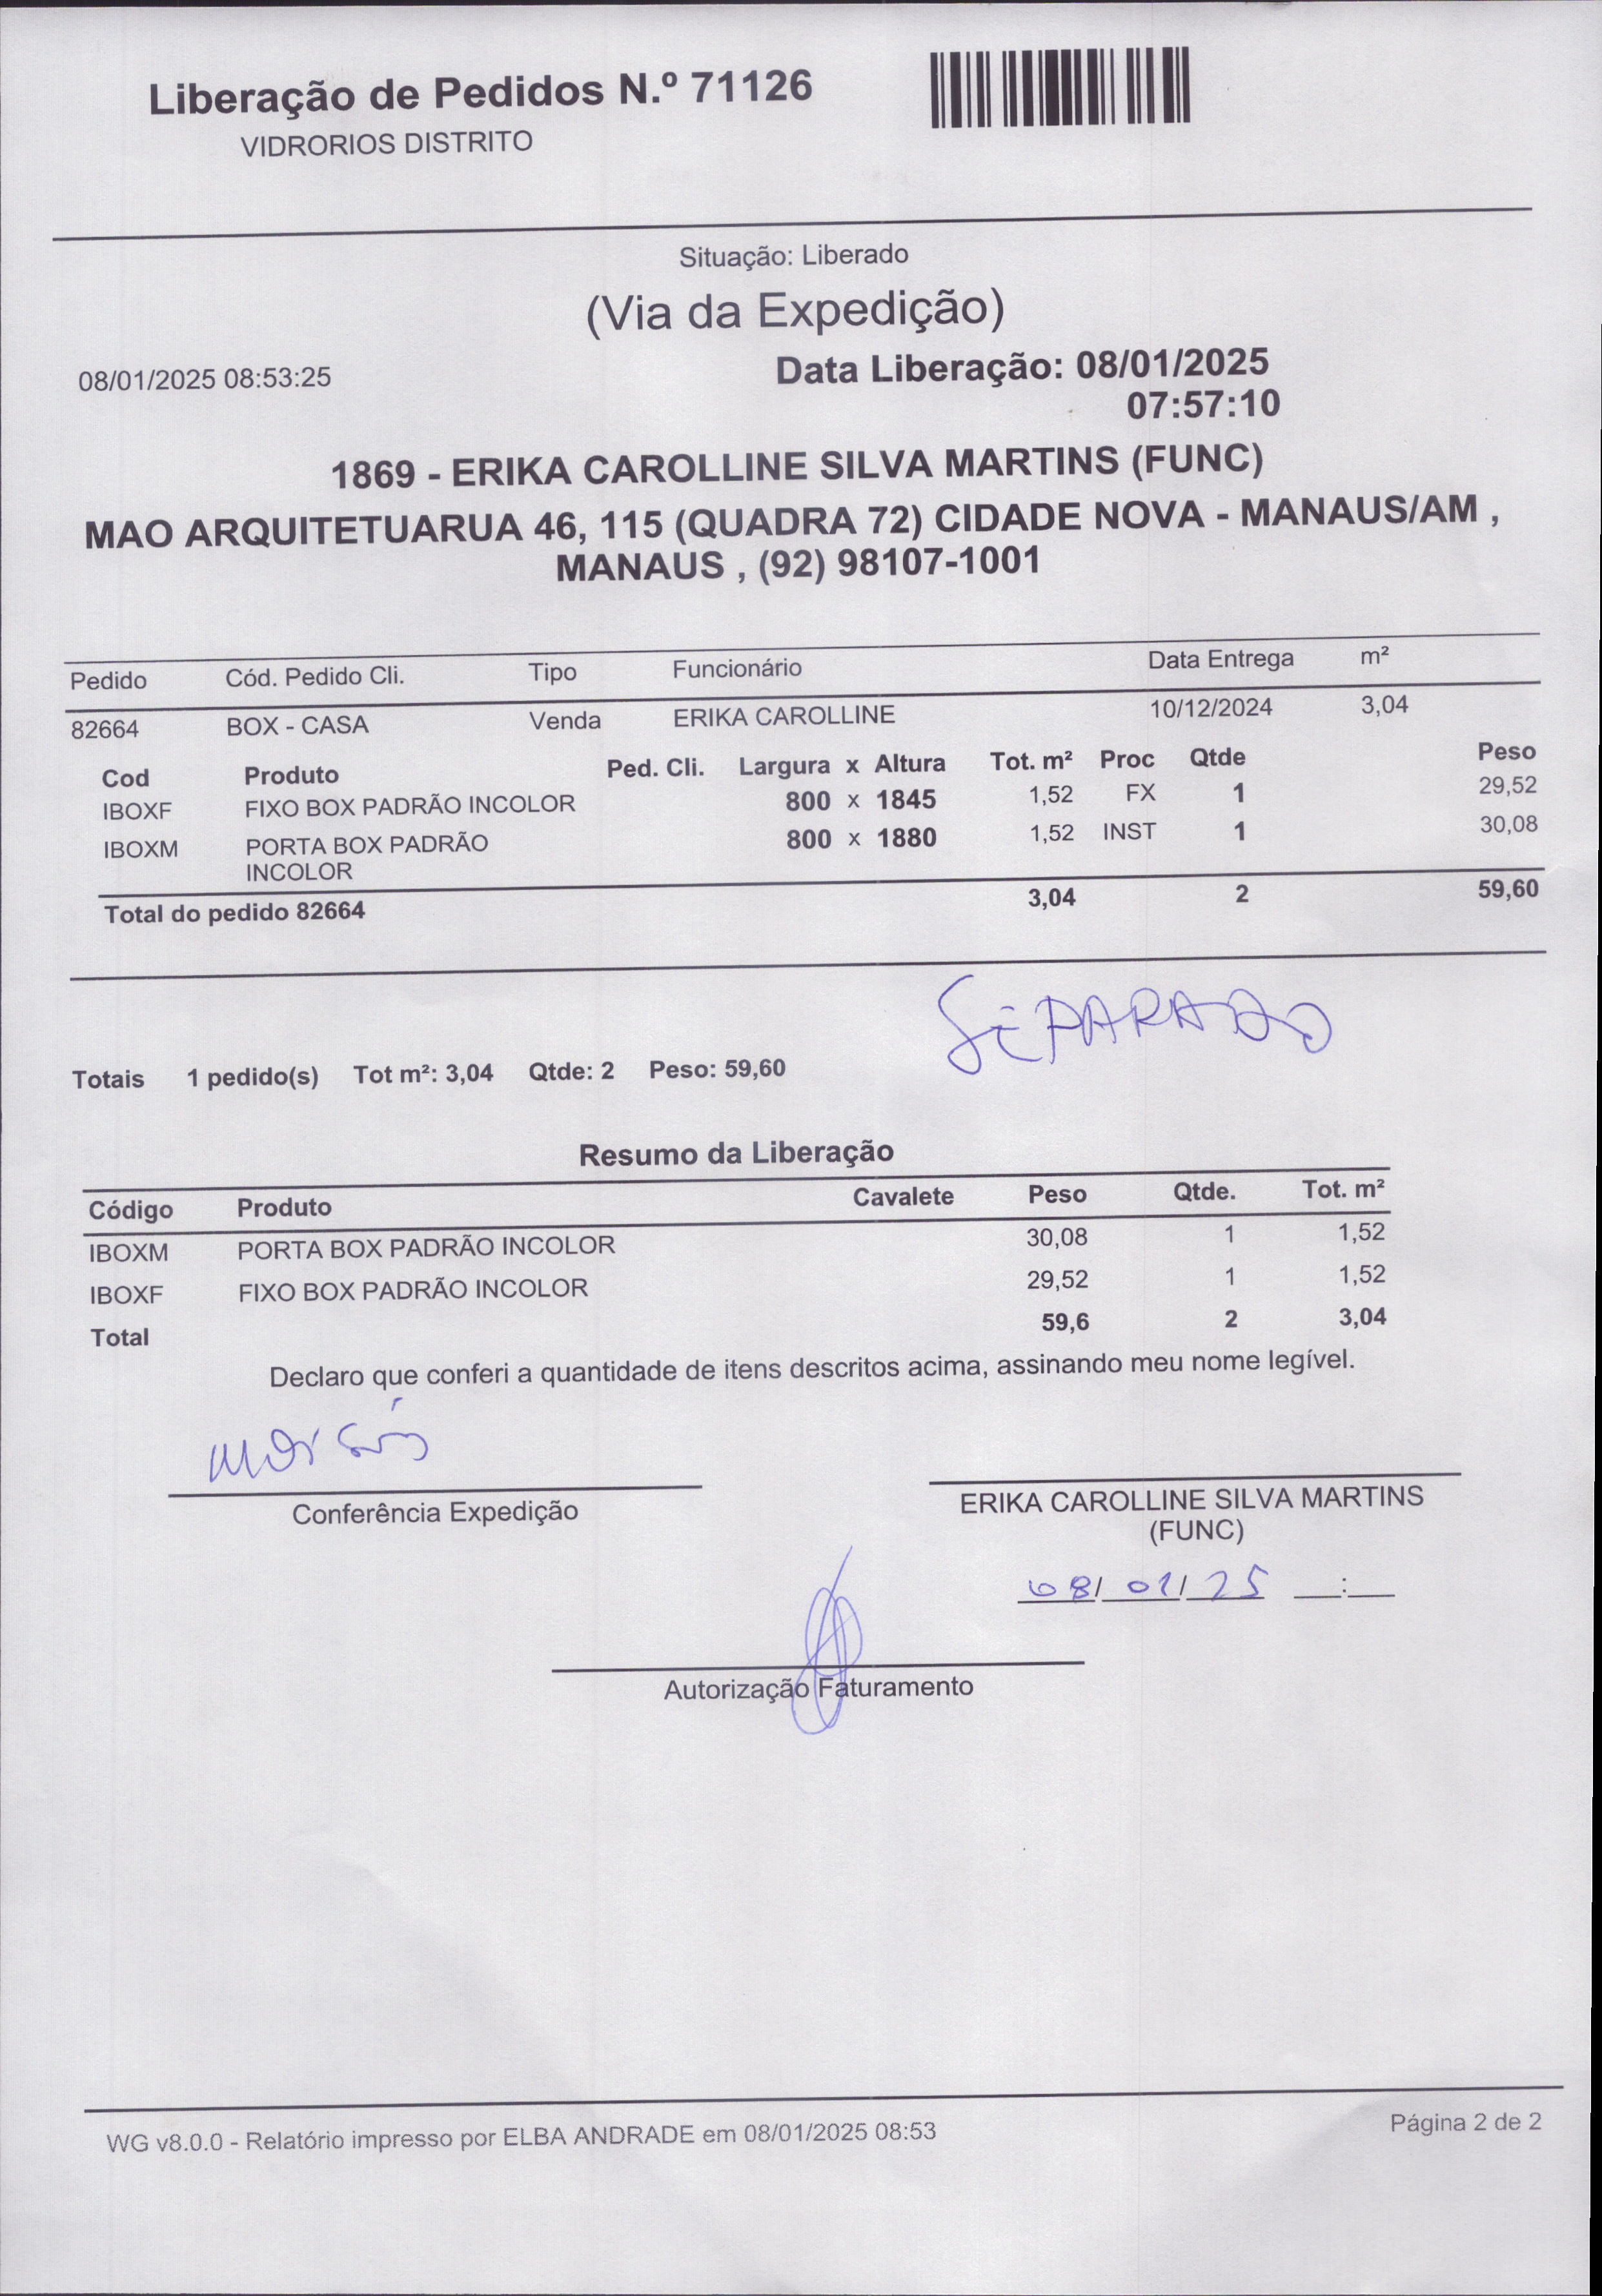 Liberação de Pedidos N.º 71126
VIDRORIOS DISTRITO
Situação: Liberado
(Via da Expedição)
08/01/2025 08:53:25
Data Liberação: 08/01/2025
07:57:10
1869 - ERIKA CAROLLINE SILVA MARTINS (FUNC)
MAO ARQUITETUARUA 46, 115 (QUADRA 72) CIDADE NOVA - MANAUS/AM ,
MANAUS , (92) 98107-1001
Pedido Cód. Pedido Cli. Tipo Funcionário Data Entrega m²
82664 BOX - CASA Venda ERIKA CAROLLINE 10/12/2024 3,04
Cod Produto Ped. Cli. Largura x Altura Tot. m² Proc Qtde Peso
IBOXF FIXO BOX PADRÃO INCOLOR 800 x 1845 1,52 FX 1 29,52
IBOXM PORTA BOX PADRÃO 800 x 1880 1,52 INST 1 30,08
INCOLOR
Total do pedido 82664 3,04 2 59,60
SEPARADO
Totais 1 pedido(s) Tot m²: 3,04 Qtde: 2 Peso: 59,60
Resumo da Liberação
Código Produto Cavalete Peso Qtde. Tot. m²
IBOXM PORTA BOX PADRÃO INCOLOR 30,08 1 1,52
IBOXF FIXO BOX PADRÃO INCOLOR 29,52 1 1,52
Total 59,6 2 3,04
Declaro que conferi a quantidade de itens descritos acima, assinando meu nome legível.
Moisés
Conferência Expedição
ERIKA CAROLLINE SILVA MARTINS
(FUNC)
08/ 01/ 25 __:__
Autorização Faturamento
WG v8.0.0 - Relatório impresso por ELBA ANDRADE em 08/01/2025 08:53
Página 2 de 2